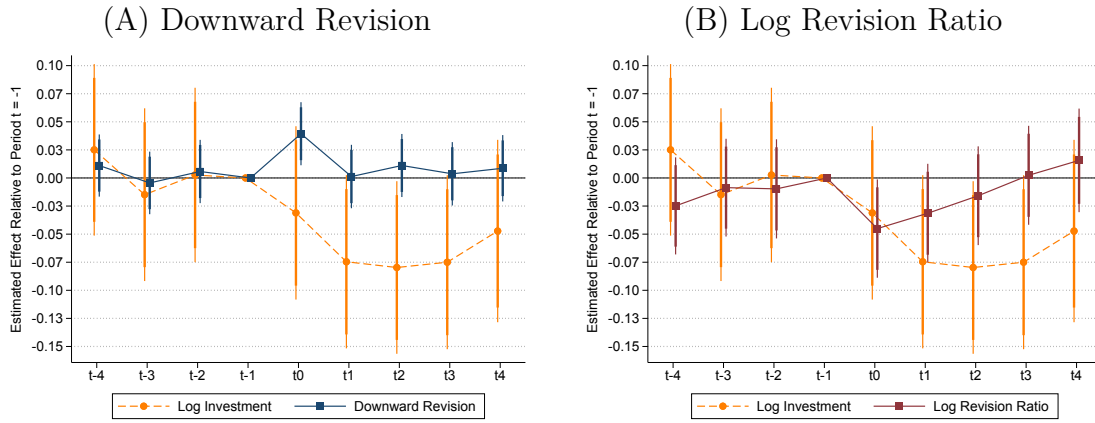 (A) Downward Revision
Estimated Effect Relative to Period t = -1
0.10
0.07
0.05
0.03
0.00
-0.03
-0.05
-0.07
-0.10
-0.13
-0.15
t-4 t-3 t-2 t-1 t0 t1 t2 t3 t4
Log Investment Downward Revision
(B) Log Revision Ratio
Estimated Effect Relative to Period t = -1
0.10
0.07
0.05
0.03
0.00
-0.03
-0.05
-0.07
-0.10
-0.13
-0.15
t-4 t-3 t-2 t-1 t0 t1 t2 t3 t4
Log Investment Log Revision Ratio